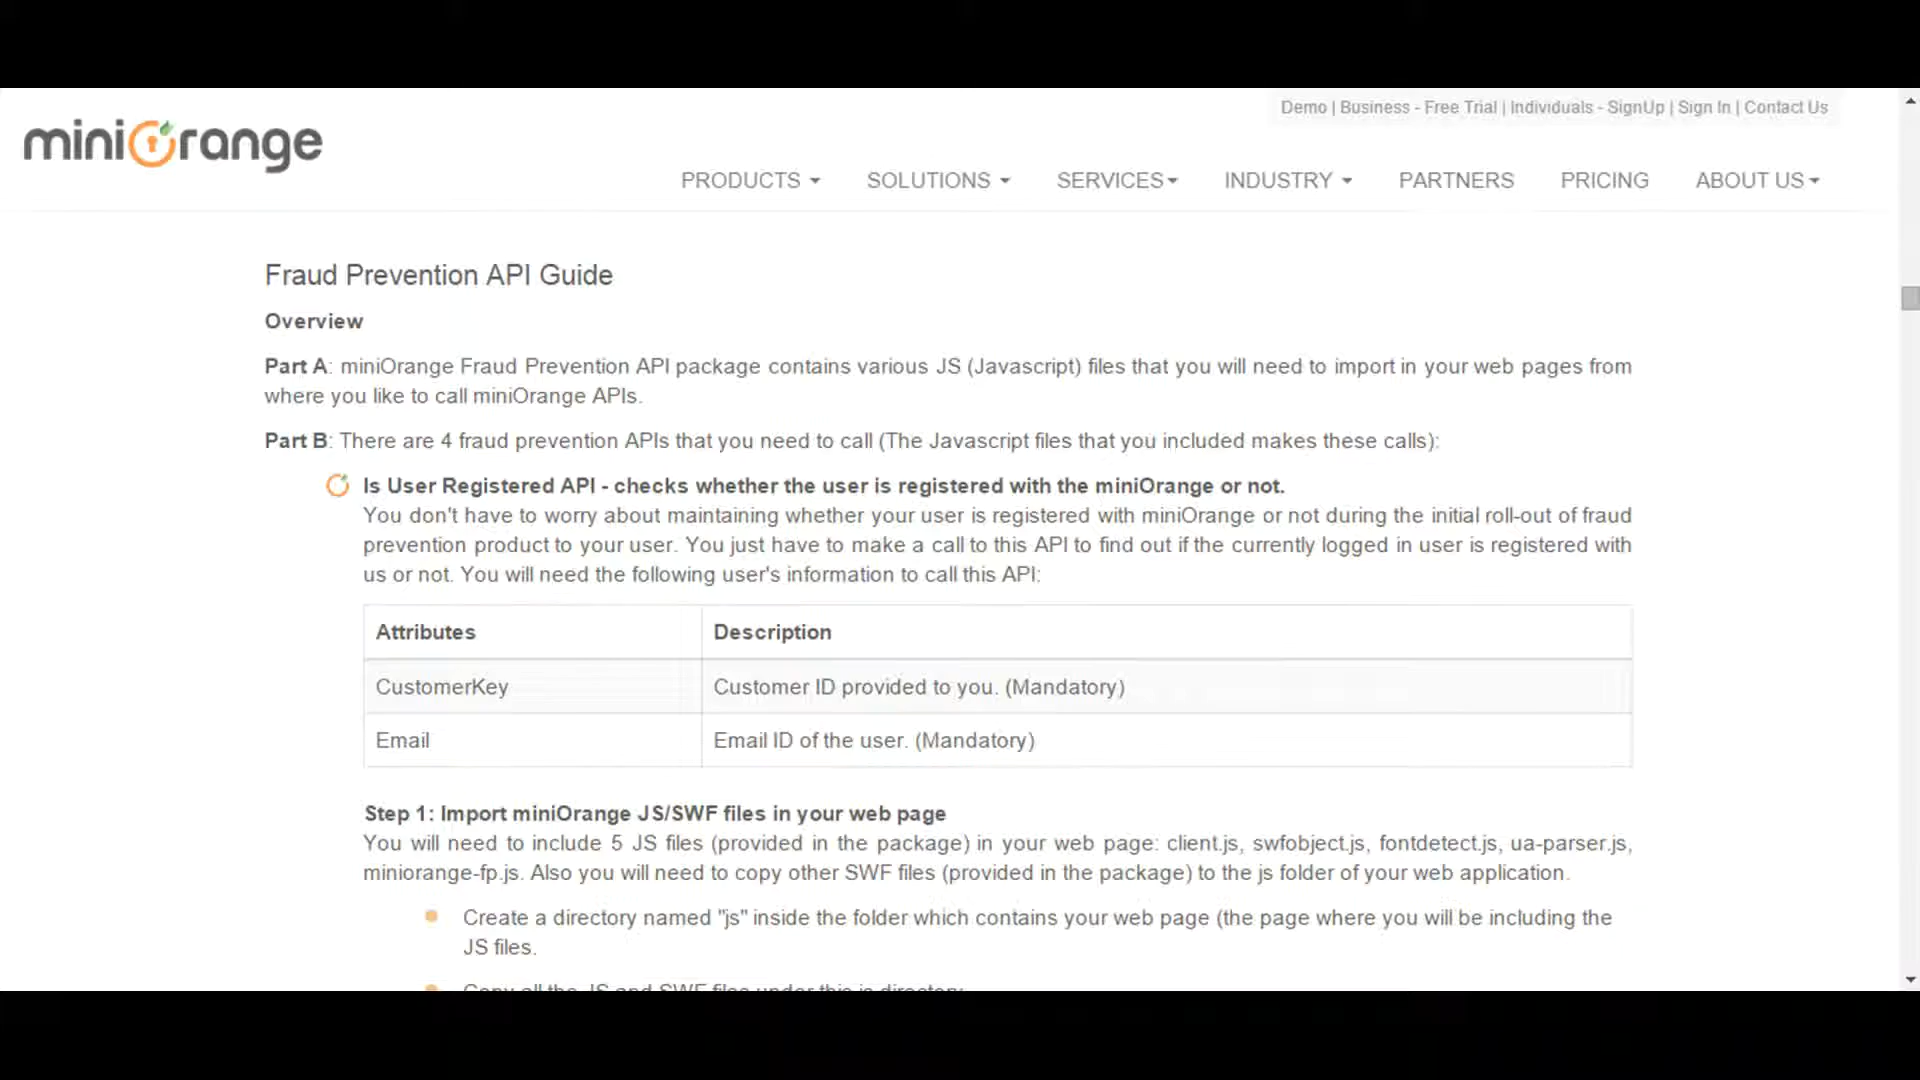 Demo | Business - Free Trial | Individuals - SignUp | Sign In | Contact Us
miniOrange
PRODUCTS SOLUTIONS SERVICES INDUSTRY PARTNERS PRICING ABOUT US
Fraud Prevention API Guide
Overview
Part A: miniOrange Fraud Prevention API package contains various JS (Javascript) files that you will need to import in your web pages from
where you like to call miniOrange APIs.
Part B: There are 4 fraud prevention APIs that you need to call (The Javascript files that you included makes these calls):
Is User Registered API - checks whether the user is registered with the miniOrange or not.
You don't have to worry about maintaining whether your user is registered with miniOrange or not during the initial roll-out of fraud
prevention product to your user. You just have to make a call to this API to find out if the currently logged in user is registered with
us or not. You will need the following user's information to call this API:
Attributes Description
CustomerKey Customer ID provided to you. (Mandatory)
Email Email ID of the user. (Mandatory)
Step 1: Import miniOrange JS/SWF files in your web page
You will need to include 5 JS files (provided in the package) in your web page: client.js, swfobject.js, fontdetect.js, ua-parser.js,
miniorange-fp.js. Also you will need to copy other SWF files (provided in the package) to the js folder of your web application.
Create a directory named "js" inside the folder which contains your web page (the page where you will be including the
JS files.
Copy all the JS and SWF files under this js directory.